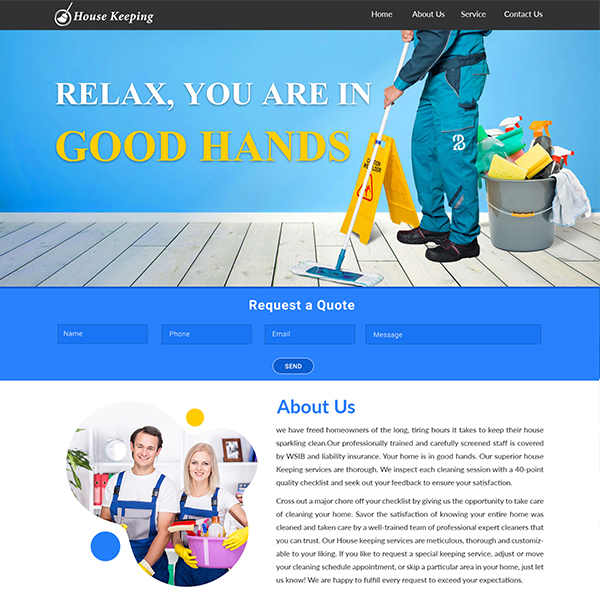 House Keeping
Home
About Us
Service
Contact Us
RELAX, YOU ARE IN
GOOD HANDS
Request a Quote
Name
Phone
Email
Message
SEND
About Us
we have freed homeowners of the long, tiring hours it takes to keep their house
sparkling clean.Our professionally trained and carefully screened staff is covered
by WSIB and liability insurance. Your home is in good hands. Our superior house
Keeping services are thorough. We inspect each cleaning session with a 40-point
quality checklist and seek out your feedback to ensure your satisfaction.
Cross out a major chore off your checklist by giving us the opportunity to take care
of cleaning your home. Savor the satisfaction of knowing your entire home was
cleaned and taken care by a well-trained team of professional expert cleaners that
you can trust. Our House keeping services are meticulous, thorough and customiz-
able to your liking. If you like to request a special keeping service, adjust or move
your cleaning schedule appointment, or skip a particular area in your home, just let
us know! We are happy to fulfill every request to exceed your expectations.